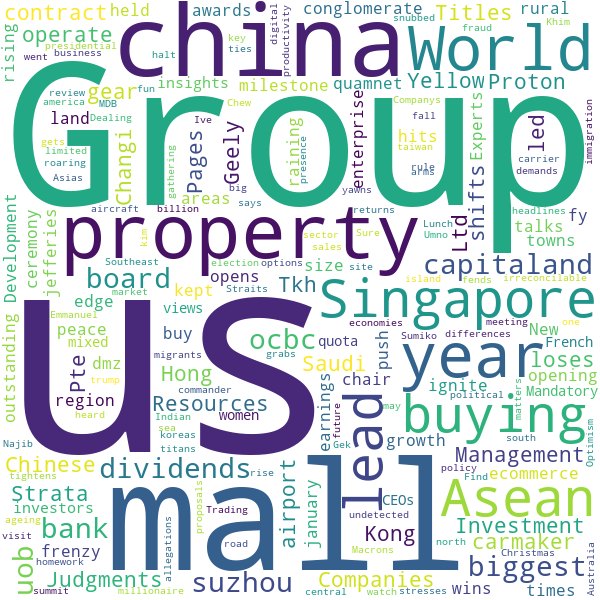 china
World
Group
us
mall
property
year
Singapore
buying
Asean
lead
capitaland
board
ocbc
dividends
suzhou
biggest
bank
uob
contract
held
operate
rising
gear
land
Changi
awards
insights
milestone
conglomerate
snubbed
fraud
digital
productivity
key
ties
Titles
rural
Khim
Yellow
Proton
quamnet
Pages
Geely
raining
enterprise
hits
led
Experts
shifts
Ltd
fy
talks
towns
immigration
presidential
went
business
halt
review
fun
america
MDB
Dealing
gets
limited
Chew
Ive
roaring
Asias
gathering
big
presence
says
areas
Companys
fall
taiwan
rule
arms
carrier
demands
yawns
returns
Lunch
Umno
headlines
aircraft
billion
kim
Southeast
election
options
sector
sales
Sure
site
market
Straits
island
fends
irreconcilable
one
ceremony
jefferies
outstanding Development
edge
Emmanuel
peace
mixed
dmz
trump
heard
Pte
region
opens
views
kept
size
Tkh
buy
quota
push
Saudi
chair
economies
meeting
Sumiko
differences
New
French
loses
opening
Mandatory
matters
Optimism
migrants
grabs
commander
Hong
Resources
women
Indian
sea
koreas
titans
rise
future
Gek
earnings
may
political
growth
ignite
south
Management
policy
Find
ecommerce
carmaker
Christmas
Australia
wins
times
Investment
Companies
Kong
CEOs
undetected
north
Macrons
watch
stresses
central
january
airport
road
Trading
proposals
allegations
millionaire
Judgments
frenzy
investors
Strata
Chinese
Najib
tightens
ageing
visit
homework
summit